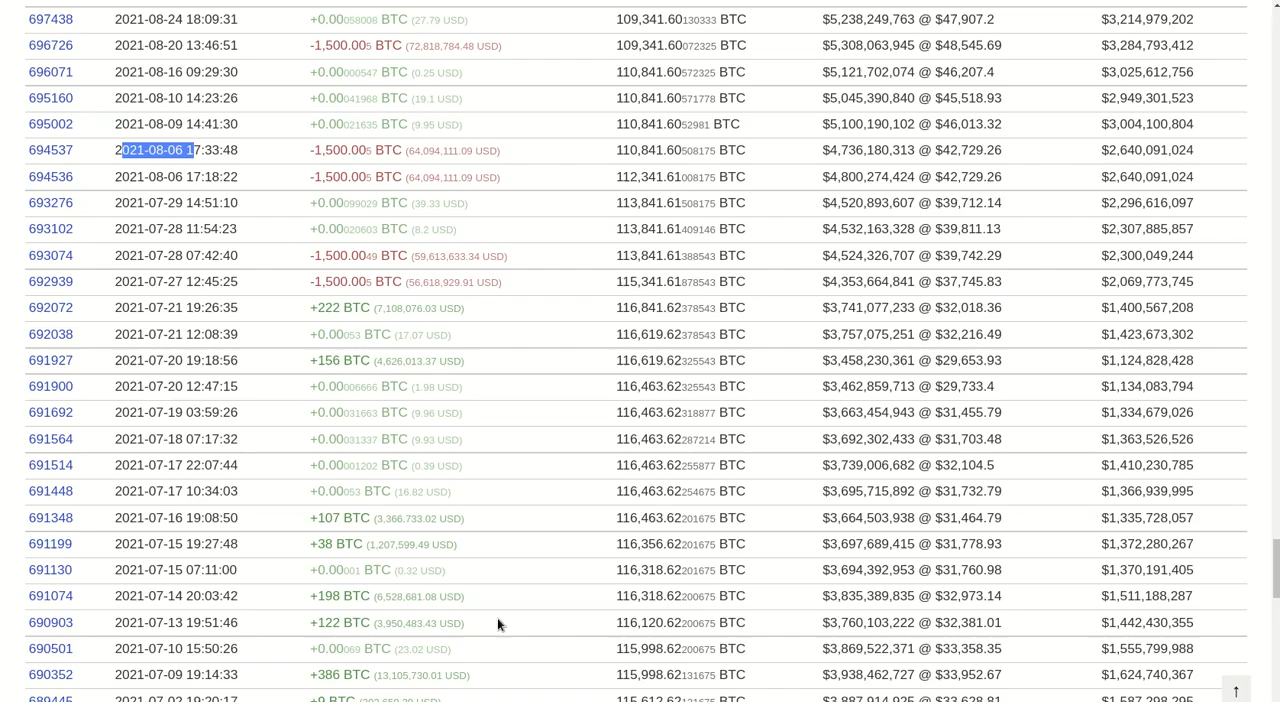 697438 2021-08-24 18:09:31 +0.00058008 BTC (27.79 USD) 109,341.60130333 BTC $5,238,249,763 @ $47,907.2 $3,214,979,202
696726 2021-08-20 13:46:51 -1,500.005 BTC (72,818,784.48 USD) 109,341.60072325 BTC $5,308,063,945 @ $48,545.69 $3,284,793,412
696071 2021-08-16 09:29:30 +0.00000547 BTC (0.25 USD) 110,841.60572325 BTC $5,121,702,074 @ $46,207.4 $3,025,612,756
695160 2021-08-10 14:23:26 +0.00041968 BTC (19.1 USD) 110,841.60571778 BTC $5,045,390,840 @ $45,518.93 $2,949,301,523
695002 2021-08-09 14:41:30 +0.00021635 BTC (9.95 USD) 110,841.6052981 BTC $5,100,190,102 @ $46,013.32 $3,004,100,804
694537 2021-08-06 17:33:48 -1,500.005 BTC (64,094,111.09 USD) 110,841.60508175 BTC $4,736,180,313 @ $42,729.26 $2,640,091,024
694536 2021-08-06 17:18:22 -1,500.005 BTC (64,094,111.09 USD) 112,341.61008175 BTC $4,800,274,424 @ $42,729.26 $2,640,091,024
693276 2021-07-29 14:51:10 +0.00099029 BTC (39.33 USD) 113,841.61508175 BTC $4,520,893,607 @ $39,712.14 $2,296,616,097
693102 2021-07-28 11:54:23 +0.00020603 BTC (8.2 USD) 113,841.61409146 BTC $4,532,163,328 @ $39,811.13 $2,307,885,857
693074 2021-07-28 07:42:40 -1,500.0049 BTC (59,613,633.34 USD) 113,841.61388543 BTC $4,524,326,707 @ $39,742.29 $2,300,049,244
692939 2021-07-27 12:45:25 -1,500.005 BTC (56,618,929.91 USD) 115,341.61878543 BTC $4,353,664,841 @ $37,745.83 $2,069,773,745
692072 2021-07-21 19:26:35 +222 BTC (7,108,076.03 USD) 116,841.62378543 BTC $3,741,077,233 @ $32,018.36 $1,400,567,208
692038 2021-07-21 12:08:39 +0.00053 BTC (17.07 USD) 116,619.62378543 BTC $3,757,075,251 @ $32,216.49 $1,423,673,302
691927 2021-07-20 19:18:56 +156 BTC (4,626,013.37 USD) 116,619.62325543 BTC $3,458,230,361 @ $29,653.93 $1,124,828,428
691900 2021-07-20 12:47:15 +0.00006666 BTC (1.98 USD) 116,463.62325543 BTC $3,462,859,713 @ $29,733.4 $1,134,083,794
691692 2021-07-19 03:59:26 +0.00031663 BTC (9.96 USD) 116,463.62318877 BTC $3,663,454,943 @ $31,455.79 $1,334,679,026
691564 2021-07-18 07:17:32 +0.00031337 BTC (9.93 USD) 116,463.62287214 BTC $3,692,302,433 @ $31,703.48 $1,363,526,526
691514 2021-07-17 22:07:44 +0.00001202 BTC (0.39 USD) 116,463.62255877 BTC $3,739,006,682 @ $32,104.5 $1,410,230,785
691448 2021-07-17 10:34:03 +0.00053 BTC (16.82 USD) 116,463.62254675 BTC $3,695,715,892 @ $31,732.79 $1,366,939,995
691348 2021-07-16 19:08:50 +107 BTC (3,366,733.02 USD) 116,463.62201675 BTC $3,664,503,938 @ $31,464.79 $1,335,728,057
691199 2021-07-15 19:27:48 +38 BTC (1,207,599.49 USD) 116,356.62201675 BTC $3,697,689,415 @ $31,778.93 $1,372,280,267
691130 2021-07-15 07:11:00 +0.00001 BTC (0.32 USD) 116,318.62201675 BTC $3,694,392,953 @ $31,760.98 $1,370,191,405
691074 2021-07-14 20:03:42 +198 BTC (6,528,681.08 USD) 116,318.62200675 BTC $3,835,389,835 @ $32,973.14 $1,511,188,287
690903 2021-07-13 19:51:46 +122 BTC (3,950,483.43 USD) 116,120.62200675 BTC $3,760,103,222 @ $32,381.01 $1,442,430,355
690501 2021-07-10 15:50:26 +0.00069 BTC (23.02 USD) 115,998.62200675 BTC $3,869,522,371 @ $33,358.35 $1,555,799,988
690352 2021-07-09 19:14:33 +386 BTC (13,105,730.01 USD) 115,998.62131675 BTC $3,938,462,727 @ $33,952.67 $1,624,740,367
689445 2021-07-02 19:20:17 +9 BTC